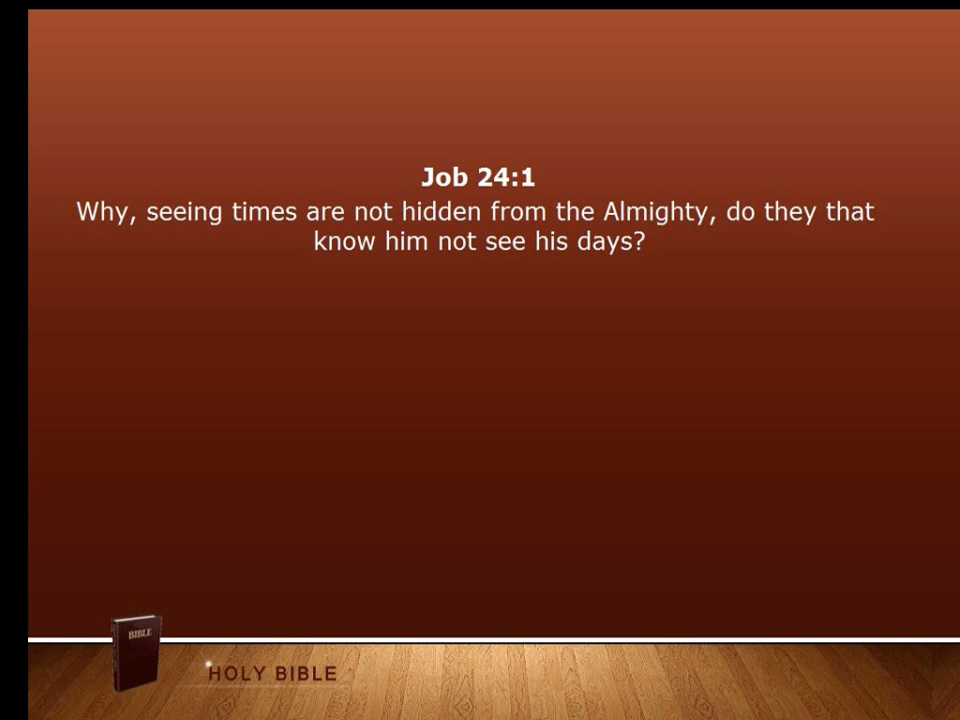 Job 24:1
Why, seeing times are not hidden from the Almighty, do they that
know him not see his days?
BIBLE
HOLY BIBLE